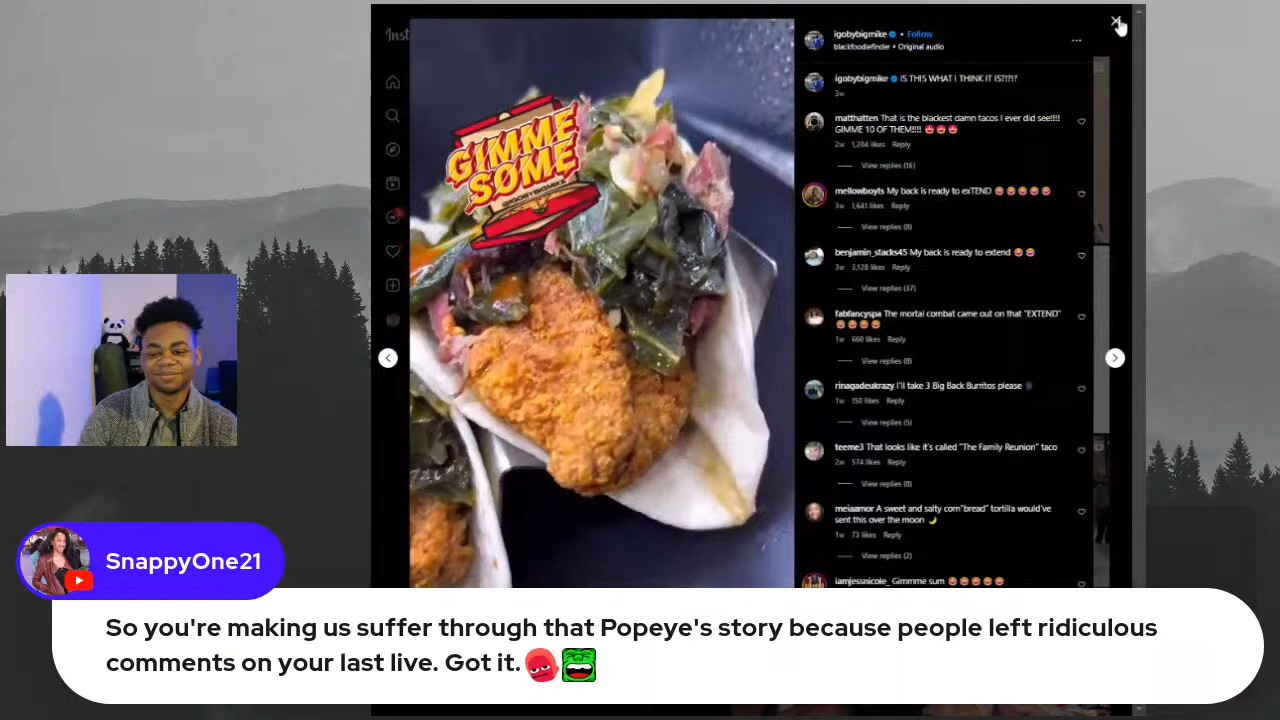 Inst
igobybigmike • Follow
blackfoodiefinder • Original audio
igobybigmike IS THIS WHAT I THINK IT IS?!?!?
3w
matthatten That is the blackest damn tacos I ever did see!!!!
GIMME 10 OF THEM!!!! 🤩🤩🤩
2w 1,204 likes Reply
View replies (16)
mellowboyts My back is ready to exTEND
3w 1,641 likes Reply
View replies (8)
benjamin_stacks45 My back is ready to extend
3w 3,128 likes Reply
View replies (37)
fabfancyspa The mortal combat came out on that "EXTEND"
1w 660 likes Reply
View replies (8)
rinagadeukrazy I'll take 3 Big Back Burritos please
1w 150 likes Reply
View replies (5)
teeme3 That looks like it's called "The Family Reunion" taco
2w 574 likes Reply
View replies (8)
meiaamor A sweet and salty corn"bread" tortilla would've
sent this over the moon 🌙
1w 73 likes Reply
View replies (2)
iamjessnicole_ Gimmme sum
GIMME
SOME
@IGOBYBIGMIKE
SnappyOne21
So you're making us suffer through that Popeye's story because people left ridiculous
comments on your last live. Got it.